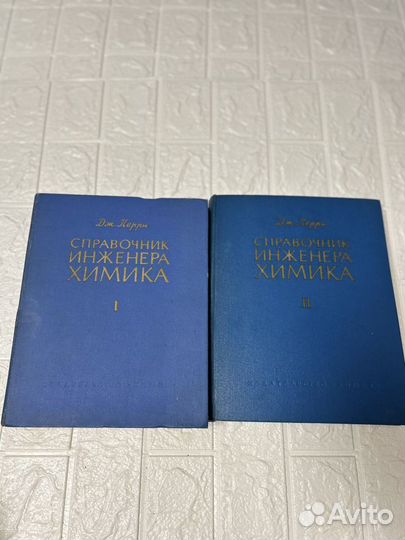 Дж. Перри
СПРАВОЧНИК
ИНЖЕНЕРА
ХИМИКА
I
Дж. Перри
СПРАВОЧНИК
ИНЖЕНЕРА
ХИМИКА
II
Avito